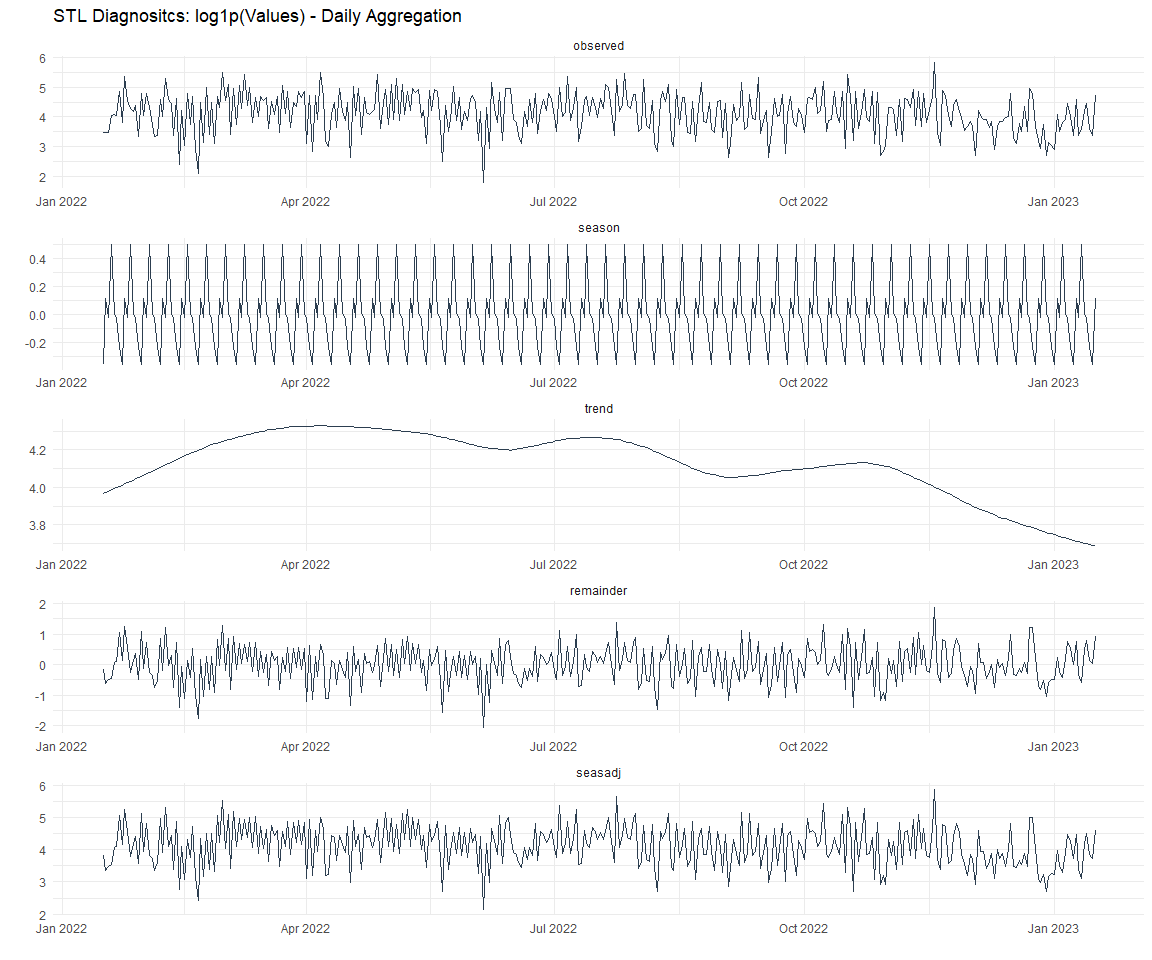 STL Diagnositcs: log1p(Values) - Daily Aggregation
observed
6
5
4
3
2
Jan 2022 Apr 2022 Jul 2022 Oct 2022 Jan 2023
season
0.4
0.2
0.0
-0.2
Jan 2022 Apr 2022 Jul 2022 Oct 2022 Jan 2023
trend
4.2
4.0
3.8
Jan 2022 Apr 2022 Jul 2022 Oct 2022 Jan 2023
remainder
2
1
0
-1
-2
Jan 2022 Apr 2022 Jul 2022 Oct 2022 Jan 2023
seasadj
6
5
4
3
2
Jan 2022 Apr 2022 Jul 2022 Oct 2022 Jan 2023